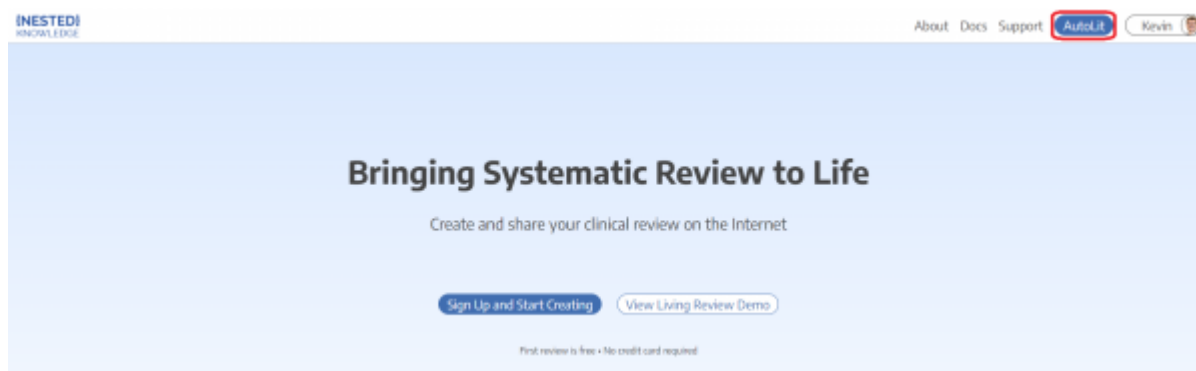 {NESTED}
KNOWLEDGE
About Docs Support AutoLit Kevin
Bringing Systematic Review to Life
Create and share your clinical review on the Internet
Sign Up and Start Creating View Living Review Demo
First review is free • No credit card required